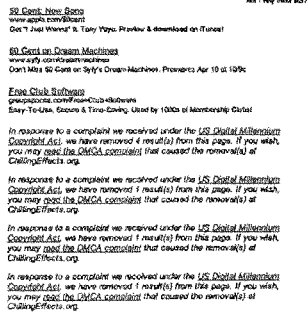 50 Cent: New Song
www.apple.com/50cent
Get "I Just Wanna" ft. Tony Yayo. Preview & download on iTunes!
50 Cent on Dream Machines
www.syfy.com/dreammachines
Don't Miss 50 Cent on Syfy's Dream Machines. Premieres Apr 10 at 10/9c
Free Club Software
groupspaces.com/Free+Club+Software
Easy-To-Use, Secure & Time-Saving. Used by 1000s of Membership Clubs!
In response to a complaint we received under the US Digital Millennium
Copyright Act, we have removed 4 result(s) from this page. If you wish,
you may read the DMCA complaint that caused the removal(s) at
ChillingEffects.org.
In response to a complaint we received under the US Digital Millennium
Copyright Act, we have removed 1 result(s) from this page. If you wish,
you may read the DMCA complaint that caused the removal(s) at
ChillingEffects.org.
In response to a complaint we received under the US Digital Millennium
Copyright Act, we have removed 1 result(s) from this page. If you wish,
you may read the DMCA complaint that caused the removal(s) at
ChillingEffects.org.
In response to a complaint we received under the US Digital Millennium
Copyright Act, we have removed 1 result(s) from this page. If you wish,
you may read the DMCA complaint that caused the removal(s) at
ChillingEffects.org.